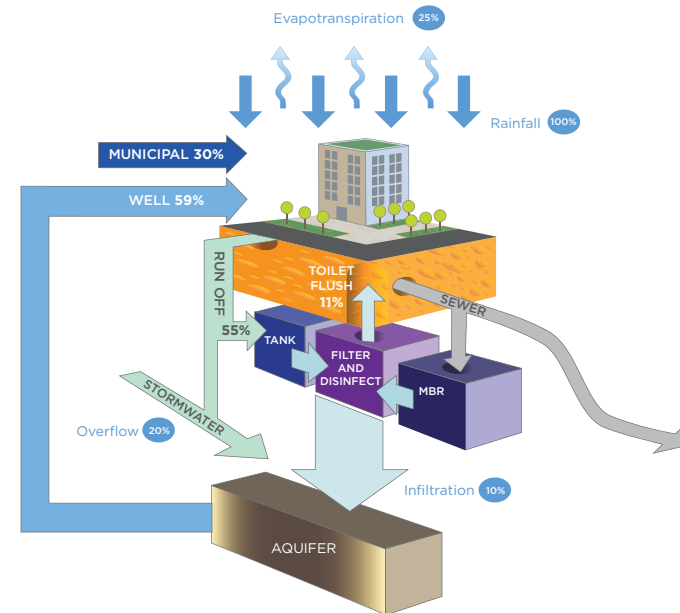 Evapotranspiration 25%
Rainfall 100%
MUNICIPAL 30%
WELL 59%
RUN OFF
55%
TOILET
FLUSH
11%
SEWER
TANK
FILTER
AND
DISINFECT
MBR
STORMWATER
Overflow 20%
Infiltration 10%
AQUIFER